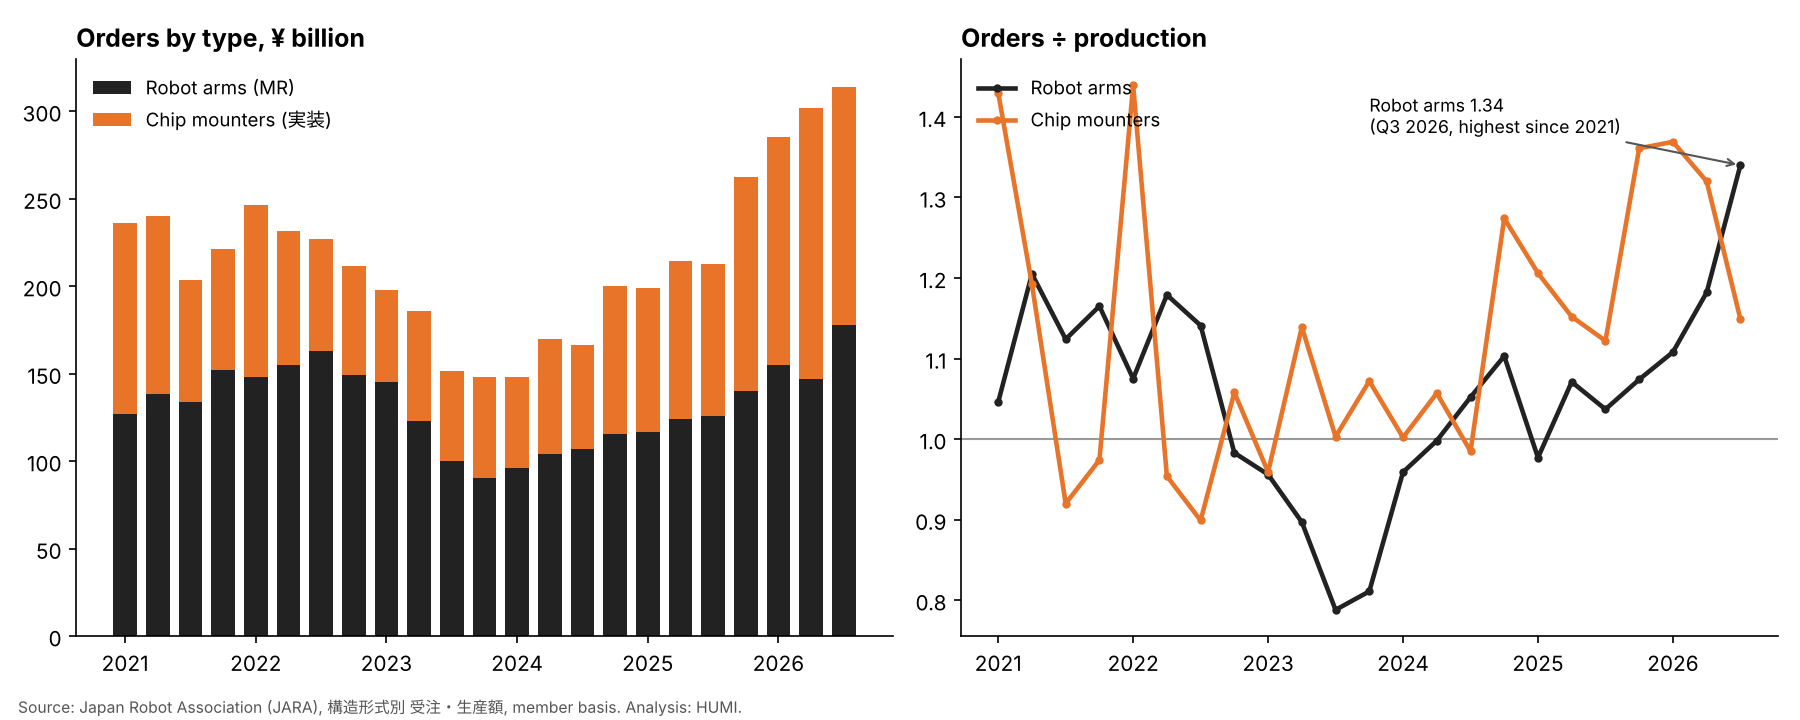 Orders by type, ¥ billion
Robot arms (MR)
Chip mounters (実装)
300
250
200
150
100
50
0
2021
2022
2023
2024
2025
2026
Orders ÷ production
Robot arms
Chip mounters
Robot arms 1.34
(Q3 2026, highest since 2021)
1.4
1.3
1.2
1.1
1.0
0.9
0.8
2021
2022
2023
2024
2025
2026
Source: Japan Robot Association (JARA), 構造形式別 受注・生産額, member basis. Analysis: HUMI.